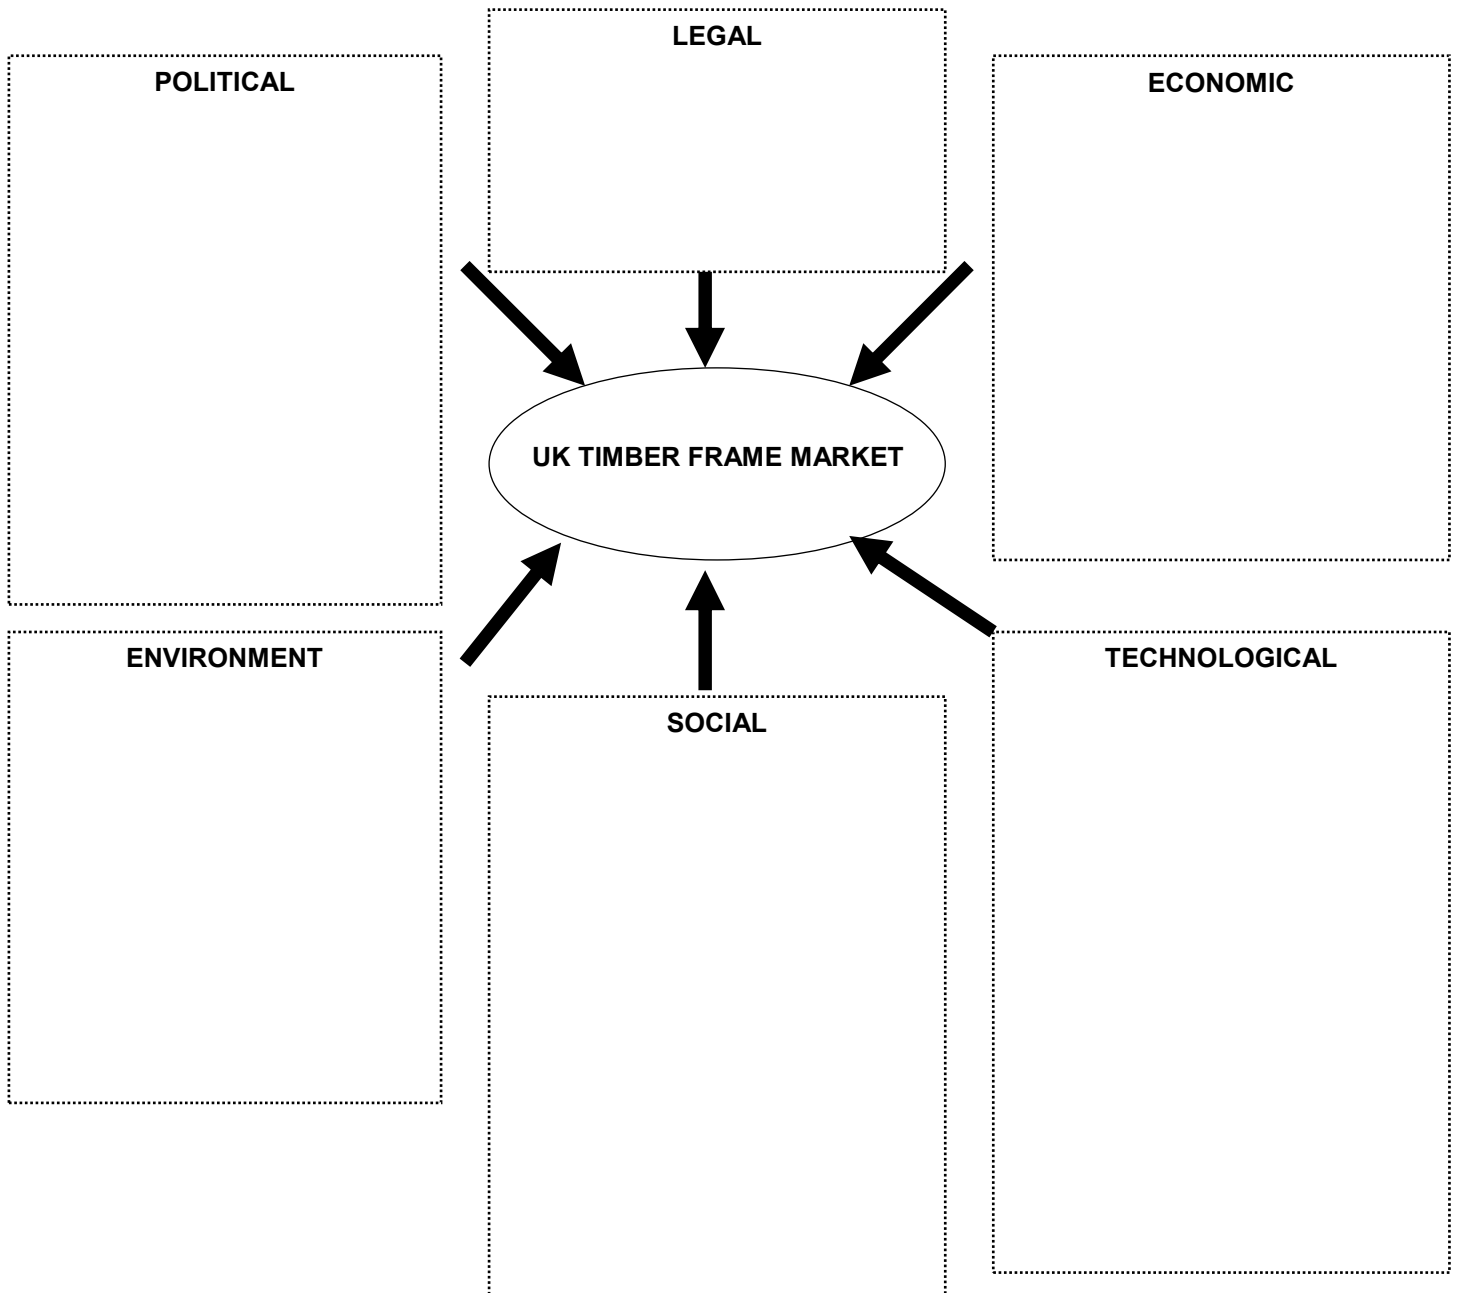 LEGAL
POLITICAL
ECONOMIC
UK TIMBER FRAME MARKET
ENVIRONMENT
TECHNOLOGICAL
SOCIAL